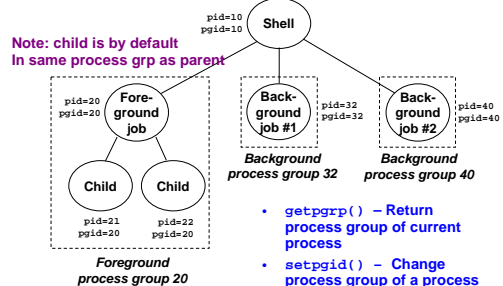 pid=10
pgid=10
Shell
Note: child is by default
In same process grp as parent
pid=20
pgid=20
Fore-
ground
job
Back-
ground
job #1
pid=32
pgid=32
Back-
ground
job #2
pid=40
pgid=40
Background
process group 32
Background
process group 40
Child
Child
pid=21
pgid=20
pid=22
pgid=20
Foreground
process group 20
• getpgrp() – Return
process group of current
process
• setpgid() – Change
process group of a process